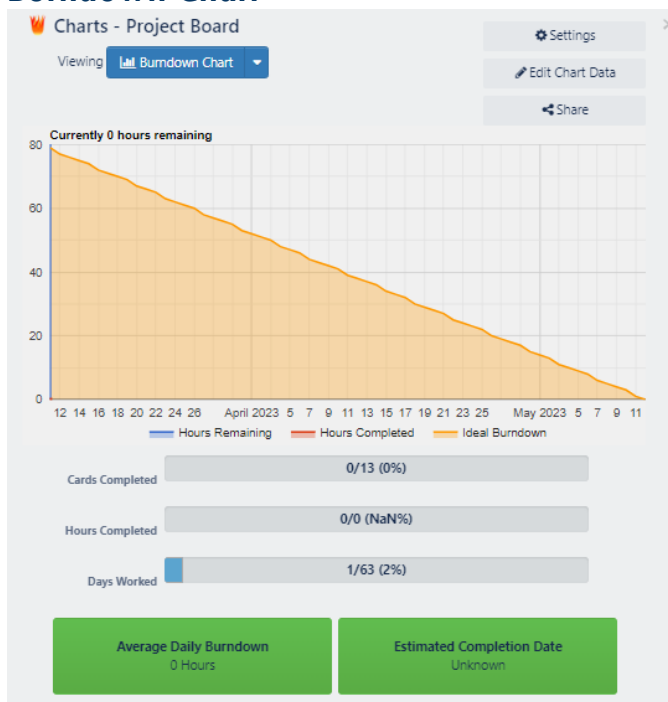 Charts - Project Board
Settings
Viewing Burndown Chart
Edit Chart Data
Share
Currently 0 hours remaining
80
60
40
20
0
12 14 16 18 20 22 24 26 April 2023 5 7 9 11 13 15 17 19 21 23 25 May 2023 5 7 9 11
Hours Remaining Hours Completed Ideal Burndown
Cards Completed 0/13 (0%)
Hours Completed 0/0 (NaN%)
Days Worked 1/63 (2%)
Average Daily Burndown
0 Hours
Estimated Completion Date
Unknown